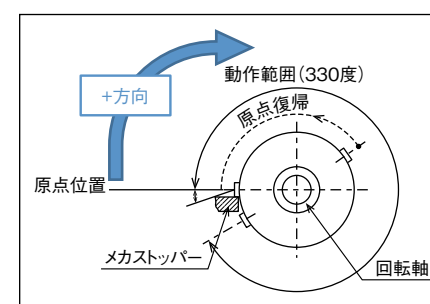 動作範囲(330度)
+方向
原点復帰
原点位置
メカストッパー
回転軸